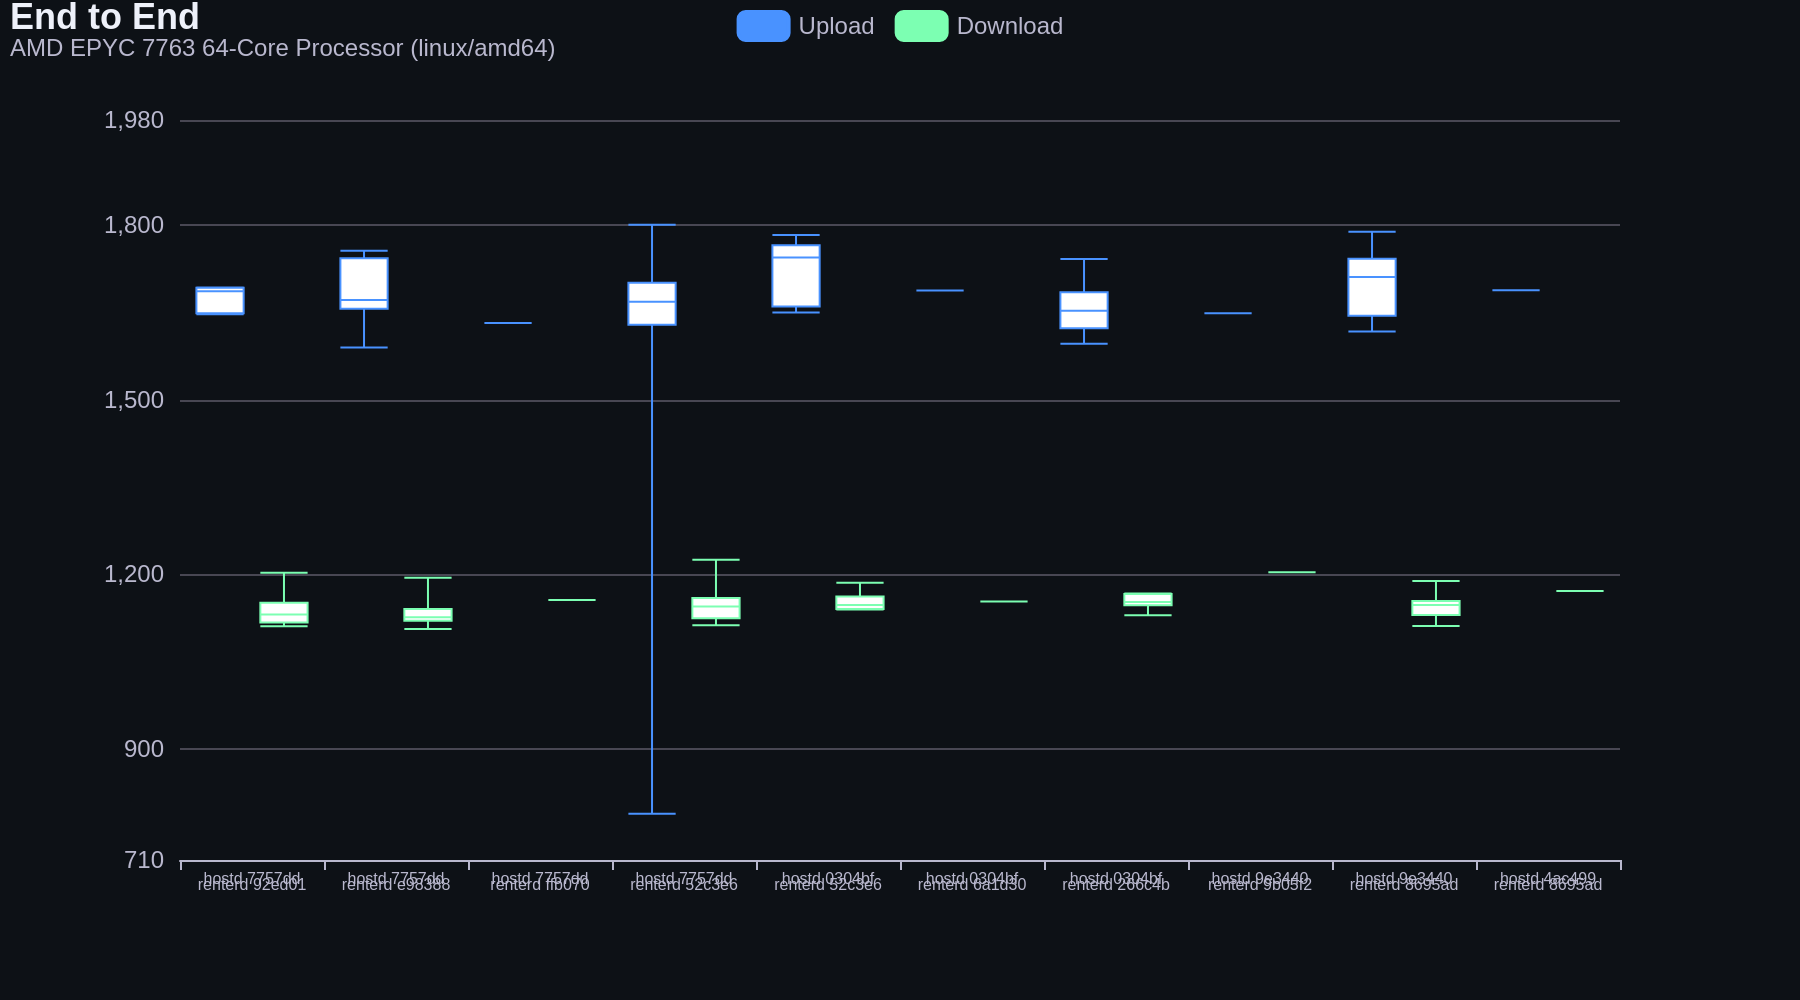 End to End
AMD EPYC 7763 64-Core Processor (linux/amd64)
Upload
Download
1,980
1,800
1,500
1,200
900
710
hostd 7757dd
renterd 92ed01
hostd 7757dd
renterd e983b8
hostd 7757dd
renterd
hostd 7757dd
renterd 52c3e6
hostd 0304bf
renterd 52c3e6
hostd 0304bf
renterd 6a1d30
hostd 0304bf
renterd 266c4b
hostd 9e3440
renterd 9b05f2
hostd 9e3440
renterd 8695ad
hostd 4ac499
renterd 8695ad